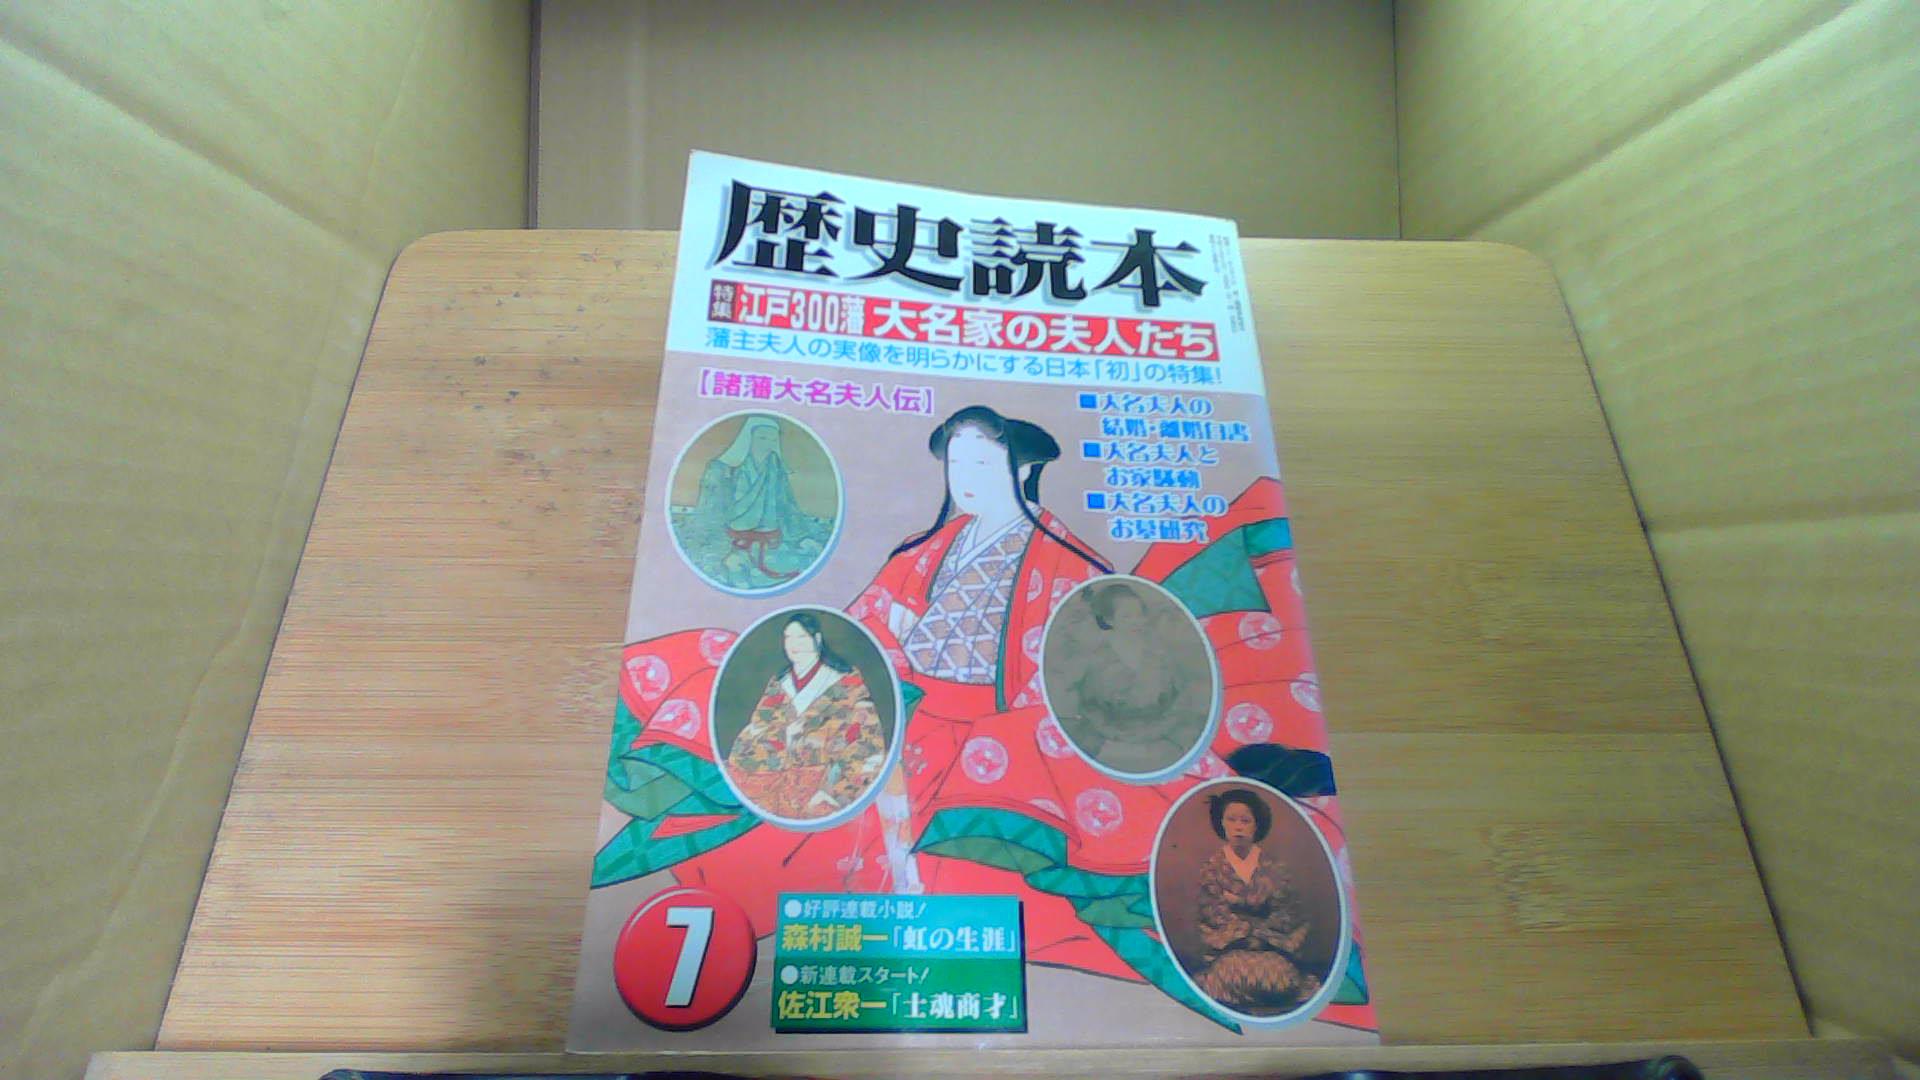 歴史読本
特集 江戸300藩 大名家の夫人たち
藩主夫人の実像を明らかにする日本「初」の特集!
【諸藩大名夫人伝】
■大名夫人の
結婚・離婚白書
■大名夫人と
お家騒動
■大名夫人の
お墓研究
7
●好評連載小説!
森村誠一「虹の生涯」
●新連載スタート!
佐江衆一「士魂商才」